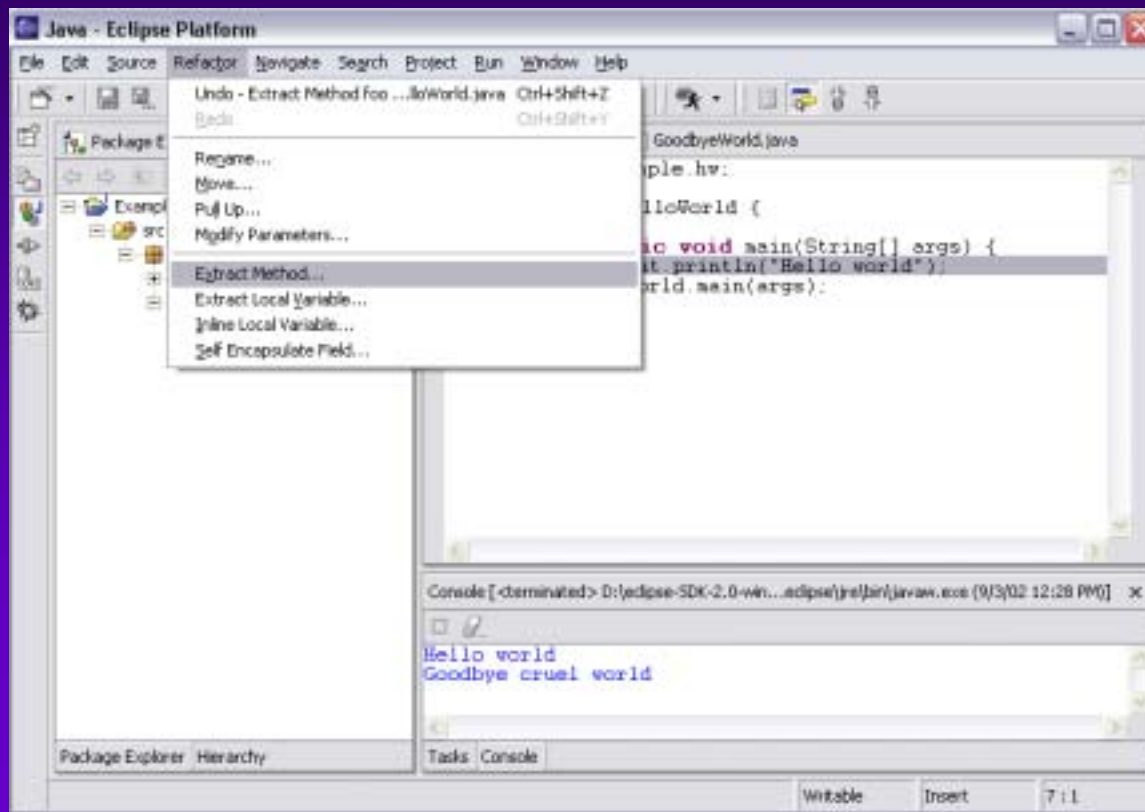 Java - Eclipse Platform
File Edit Source Refactor Navigate Search Project Run Window Help
Undo - Extract Method foo ...lloWorld.java Ctrl+Shift+Z
Redo Ctrl+Shift+Y
Rename...
Move...
Pull Up...
Modify Parameters...
Extract Method...
Extract Local Variable...
Inline Local Variable...
Self Encapsulate Field...
Package E
Exampl
src
GoodbyeWorld.java
ple.hw;
lloWorld {
ic void main(String[] args) {
t.println("Hello world");
rld.main(args);
Console [<terminated> D:\eclipse-SDK-2.0-win...eclipse\jre\bin\javaw.exe (9/3/02 12:28 PM)]
Hello world
Goodbye cruel world
Package Explorer Hierarchy
Tasks Console
Writable Insert 7 : 1